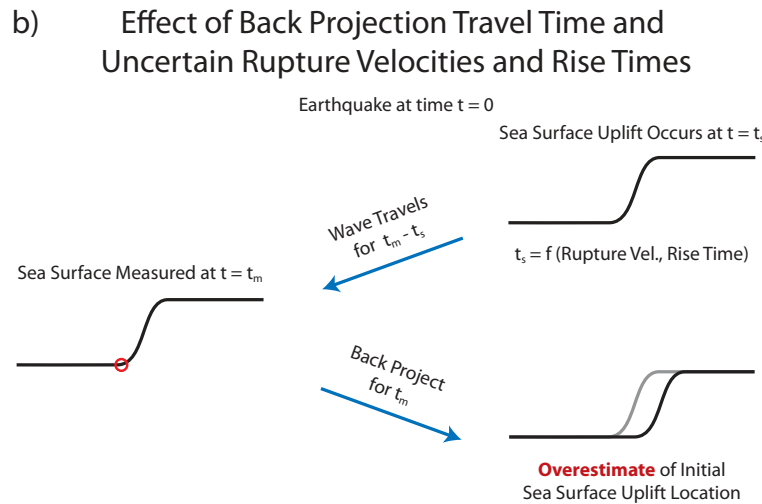 b)
Effect of Back Projection Travel Time and
Uncertain Rupture Velocities and Rise Times
Earthquake at time t = 0
Sea Surface Uplift Occurs at t = tₛ
Wave Travels
for tₘ - tₛ
tₛ = f (Rupture Vel., Rise Time)
Sea Surface Measured at t = tₘ
Back Project
for tₘ
Overestimate of Initial
Sea Surface Uplift Location